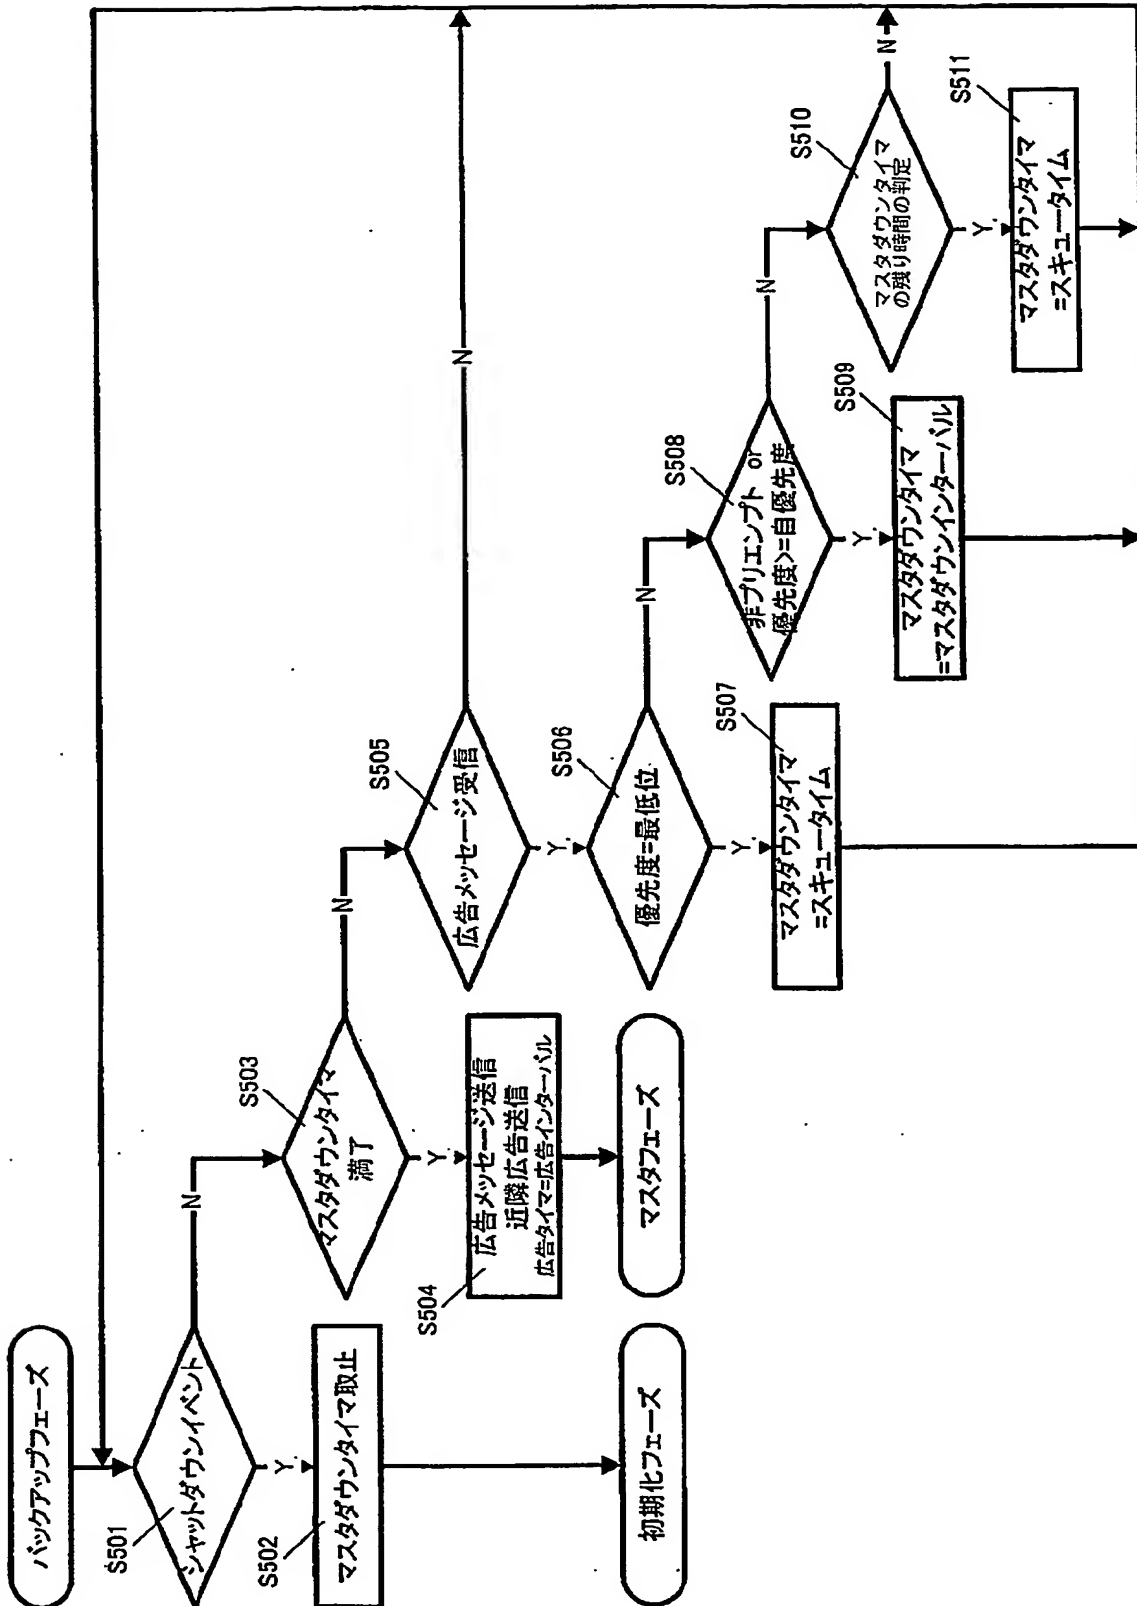 バックアップフェーズ
S501
シャットダウンイベント
N
Y
S502
マスタダウンタイマ取止
初期化フェーズ
S503
マスタダウンタイマ
満了
N
Y
S504
広告メッセージ送信
近隣広告送信
広告タイマ=広告インターバル
マスタフェーズ
S505
広告メッセージ受信
N
Y
S506
優先度=最低位
N
Y
S507
マスタダウンタイマ
=スキュータイム
S508
非プリエンプト or
優先度>=自優先度
N
Y
S509
マスタダウンタイマ
=マスタダウンインターバル
S510
マスタダウンタイマ
の残り時間の判定
N
Y
S511
マスタダウンタイマ
=スキュータイム